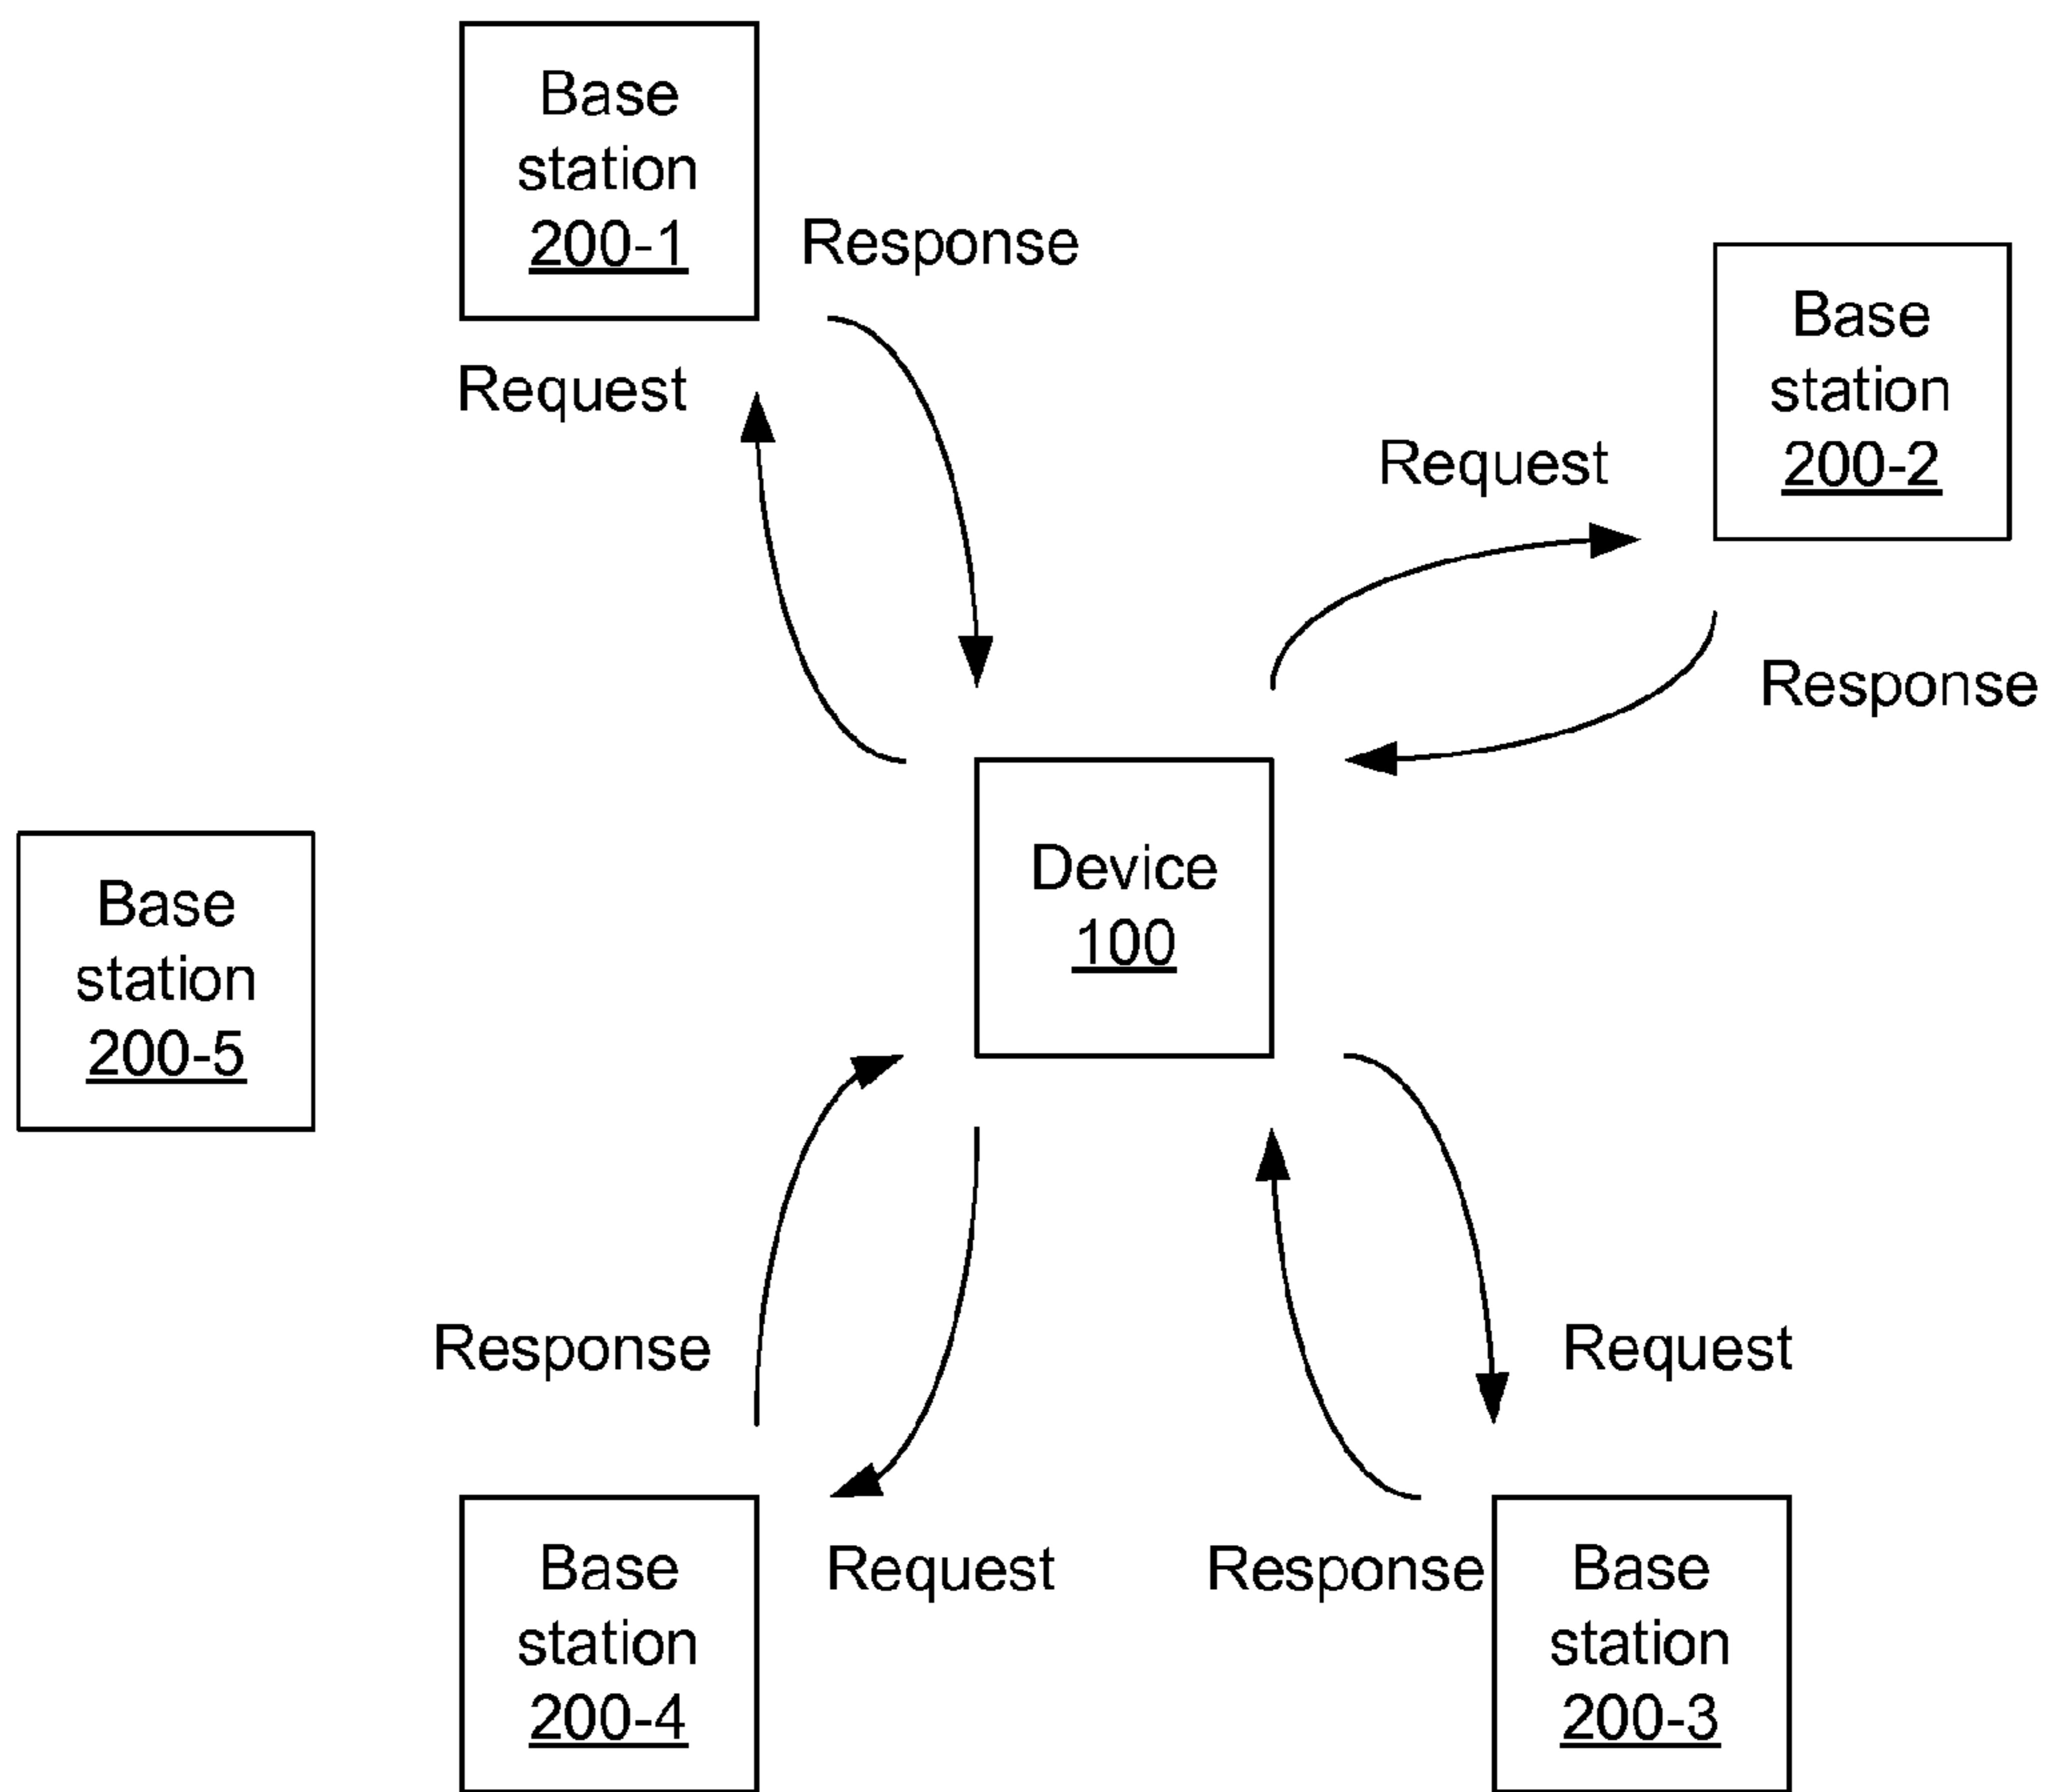 Base
station
200-1
Response
Request
Base
station
200-2
Request
Response
Device
100
Base
station
200-5
Response
Request
Request
Response
Base
station
200-4
Base
station
200-3